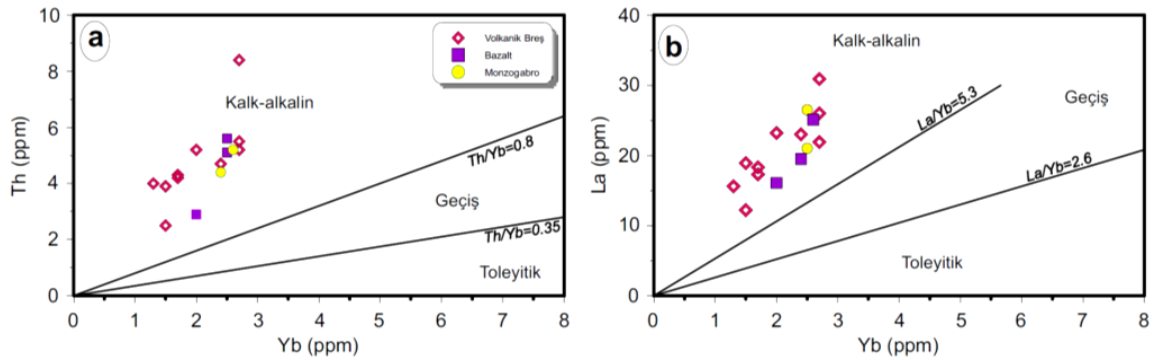 a
Volkanik Breş
Bazalt
Monzogabro
Kalk-alkalin
Th/Yb=0.8
Geçiş
Th/Yb=0.35
Toleyitik
Th (ppm)
10
8
6
4
2
0
0 1 2 3 4 5 6 7 8
Yb (ppm)
b
Kalk-alkalin
La/Yb=5.3
Geçiş
La/Yb=2.6
Toleyitik
La (ppm)
40
30
20
10
0
0 1 2 3 4 5 6 7 8
Yb (ppm)